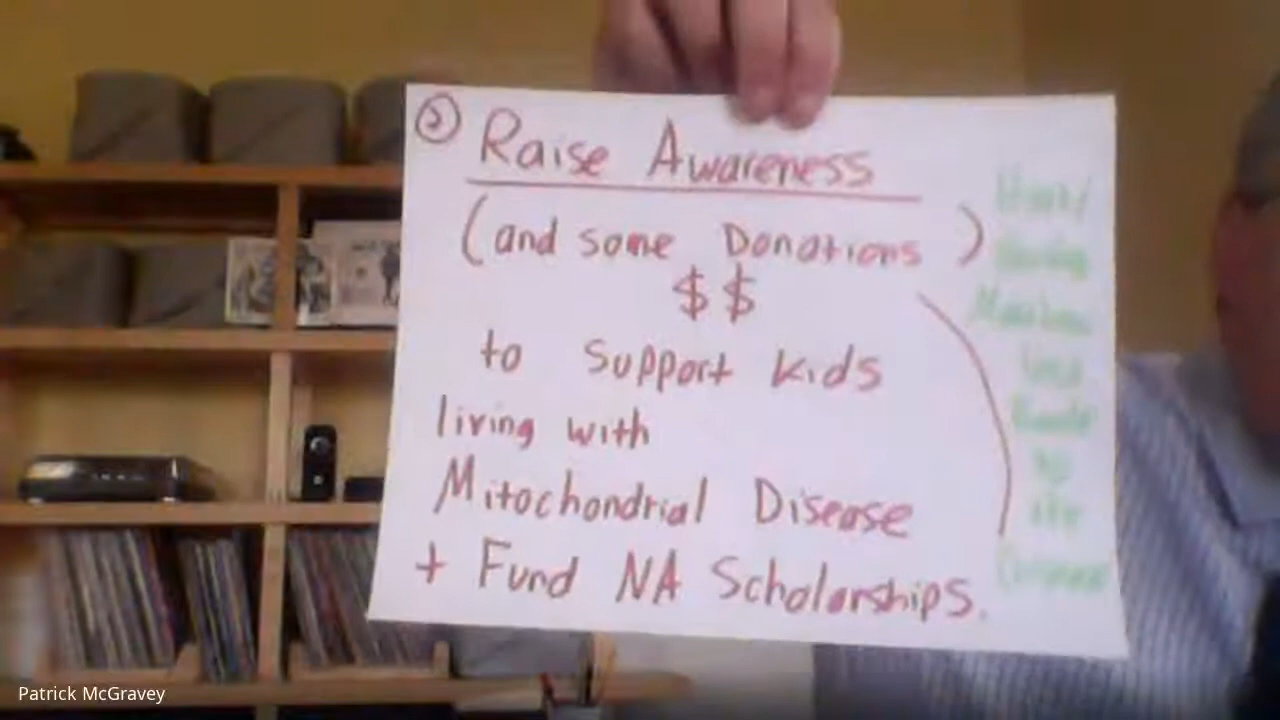 ② Raise Awareness
(and some Donations)
$$
to support kids
living with
Mitochondrial Disease
+ Fund NA Scholarships.
Patrick McGravey